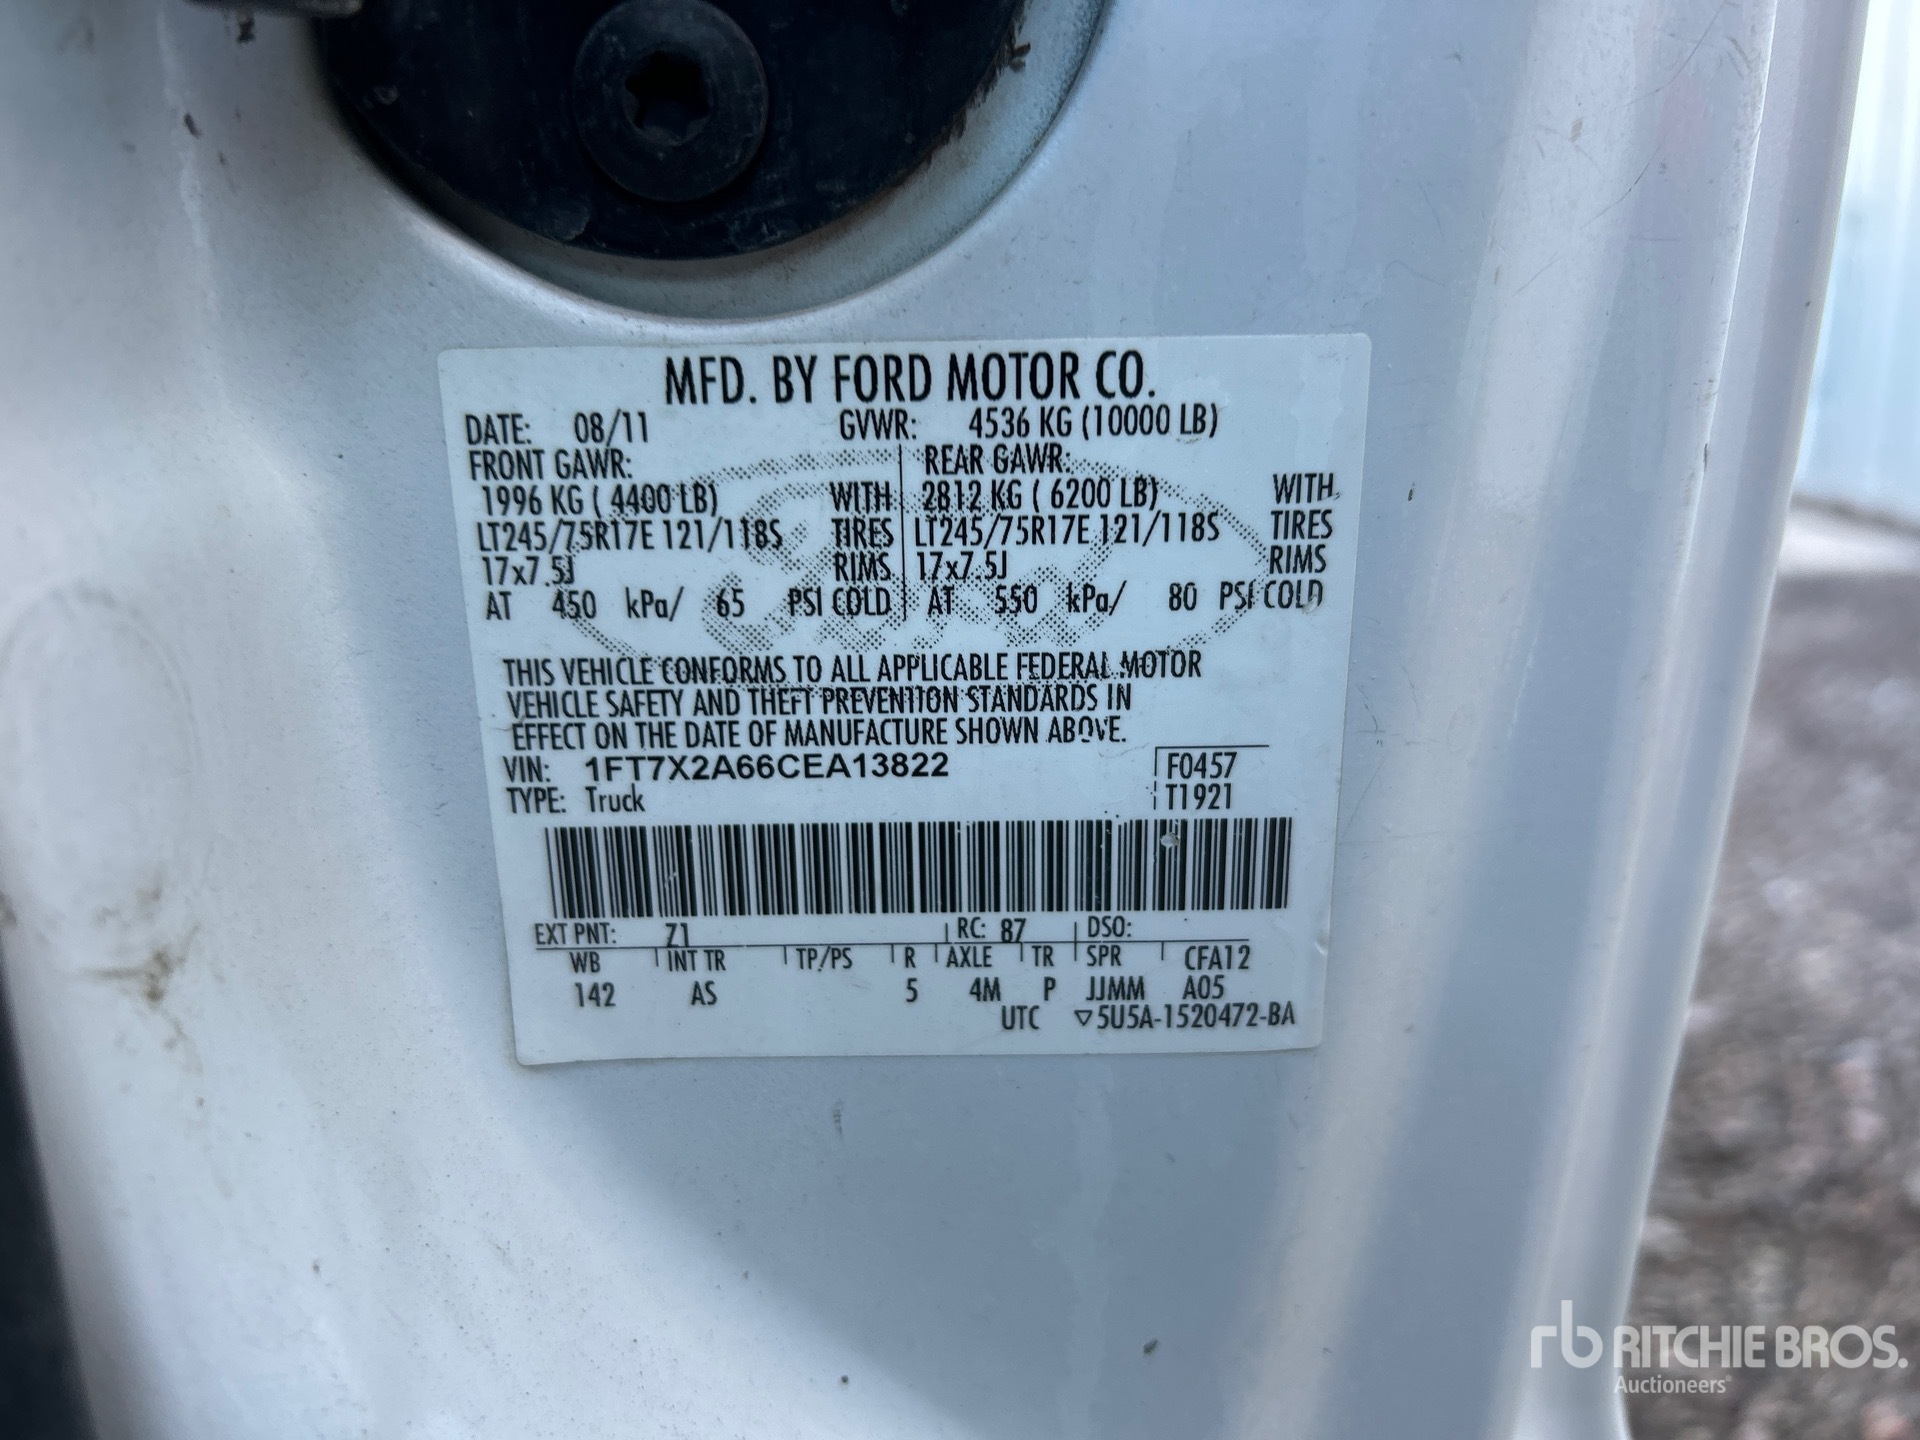 MFD. BY FORD MOTOR CO.
DATE: 08/11 GVWR: 4536 KG (10000 LB)
FRONT GAWR: REAR GAWR:
1996 KG ( 4400 LB) WITH 2812 KG ( 6200 LB) WITH
LT245/75R17E 121/118S TIRES LT245/75R17E 121/118S TIRES
17x7.5J RIMS 17x7.5J RIMS
AT 450 kPa/ 65 PSI COLD AT 550 kPa/ 80 PSI COLD
THIS VEHICLE CONFORMS TO ALL APPLICABLE FEDERAL MOTOR
VEHICLE SAFETY AND THEFT PREVENTION STANDARDS IN
EFFECT ON THE DATE OF MANUFACTURE SHOWN ABOVE.
VIN: 1FT7X2A66CEA13822 F0457
TYPE: Truck T1921
EXT PNT: Z1 RC: 87 DSO:
WB INT TR TP/PS R AXLE TR SPR CFA12
142 AS 5 4M P JJMM A05
UTC ▽5U5A-1520472-BA
rb RITCHIE BROS.
Auctioneers